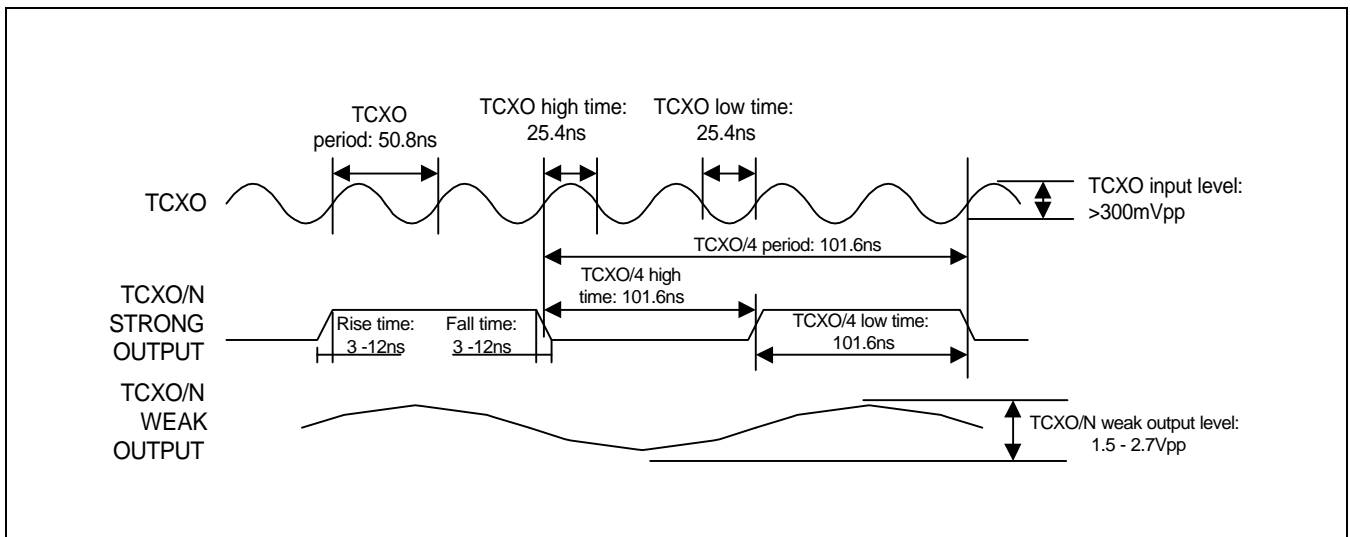 TCXO
period: 50.8ns
TCXO high time:
25.4ns
TCXO low time:
25.4ns
TCXO
TCXO input level:
>300mVpp
TCXO/4 period: 101.6ns
TCXO/4 high
time: 101.6ns
TCXO/N
STRONG
OUTPUT
Rise time:
3 -12ns
Fall time:
3 -12ns
TCXO/4 low time:
101.6ns
TCXO/N
WEAK
OUTPUT
TCXO/N weak output level:
1.5 - 2.7Vpp